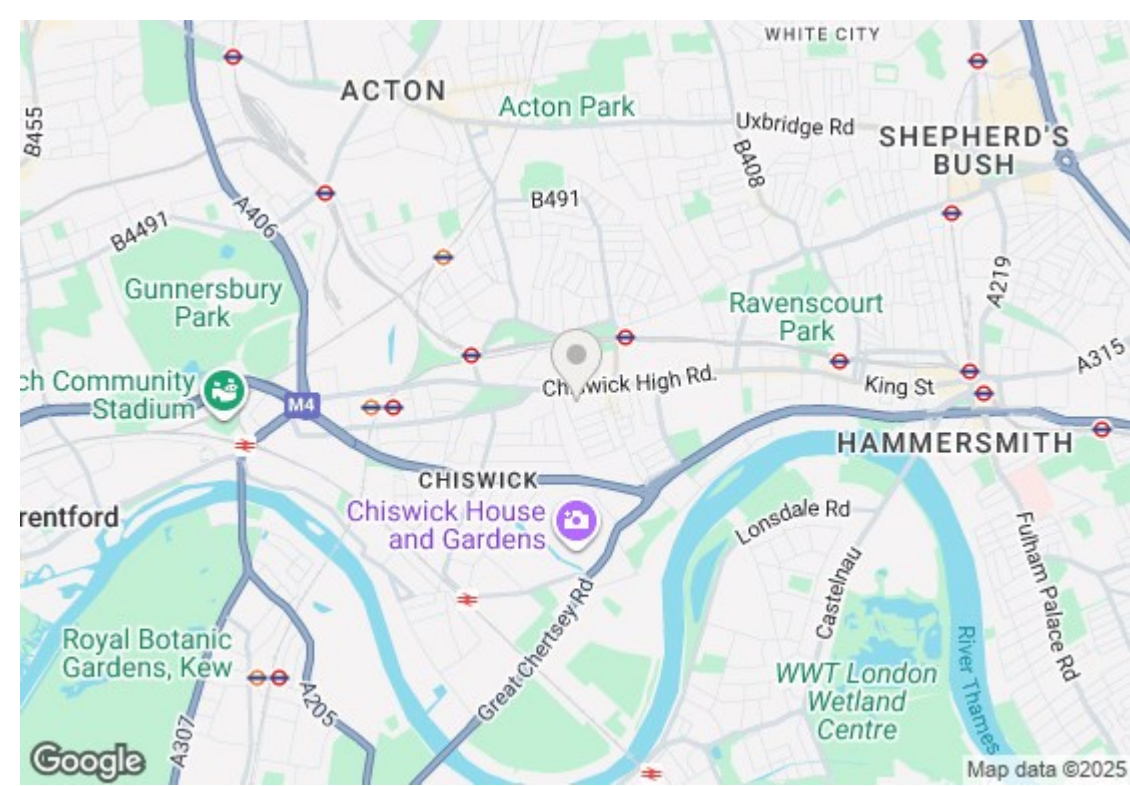 WHITE CITY
ACTON
Acton Park
Uxbridge Rd
SHEPHERD'S
BUSH
B455
B408
B491
A406
B4491
A219
Gunnersbury
Park
Ravenscourt
Park
A315
ch Community
Stadium
M4
Chiswick High Rd.
King St
HAMMERSMITH
CHISWICK
Chiswick House
and Gardens
Lonsdale Rd
rentford
Fulham Palace Rd
Castelnau
Great Chertsey Rd
Royal Botanic
Gardens, Kew
A205
A307
WWT London
Wetland
Centre
River Thames
Google
Map data ©2025